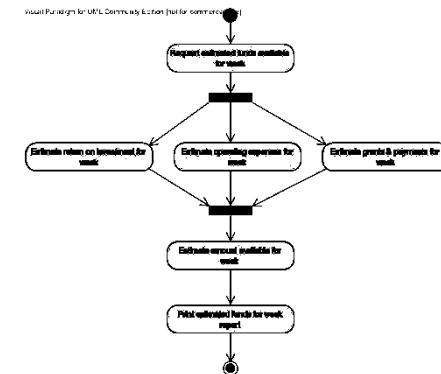 Visual Paradigm for UML Community Edition [not for commercial use]
Request estimated funds available
for week
Estimate return on investment for
week
Estimate operating expenses for
week
Estimate grants & payments for
week
Estimate amount available for
week
Print estimated funds for week
report